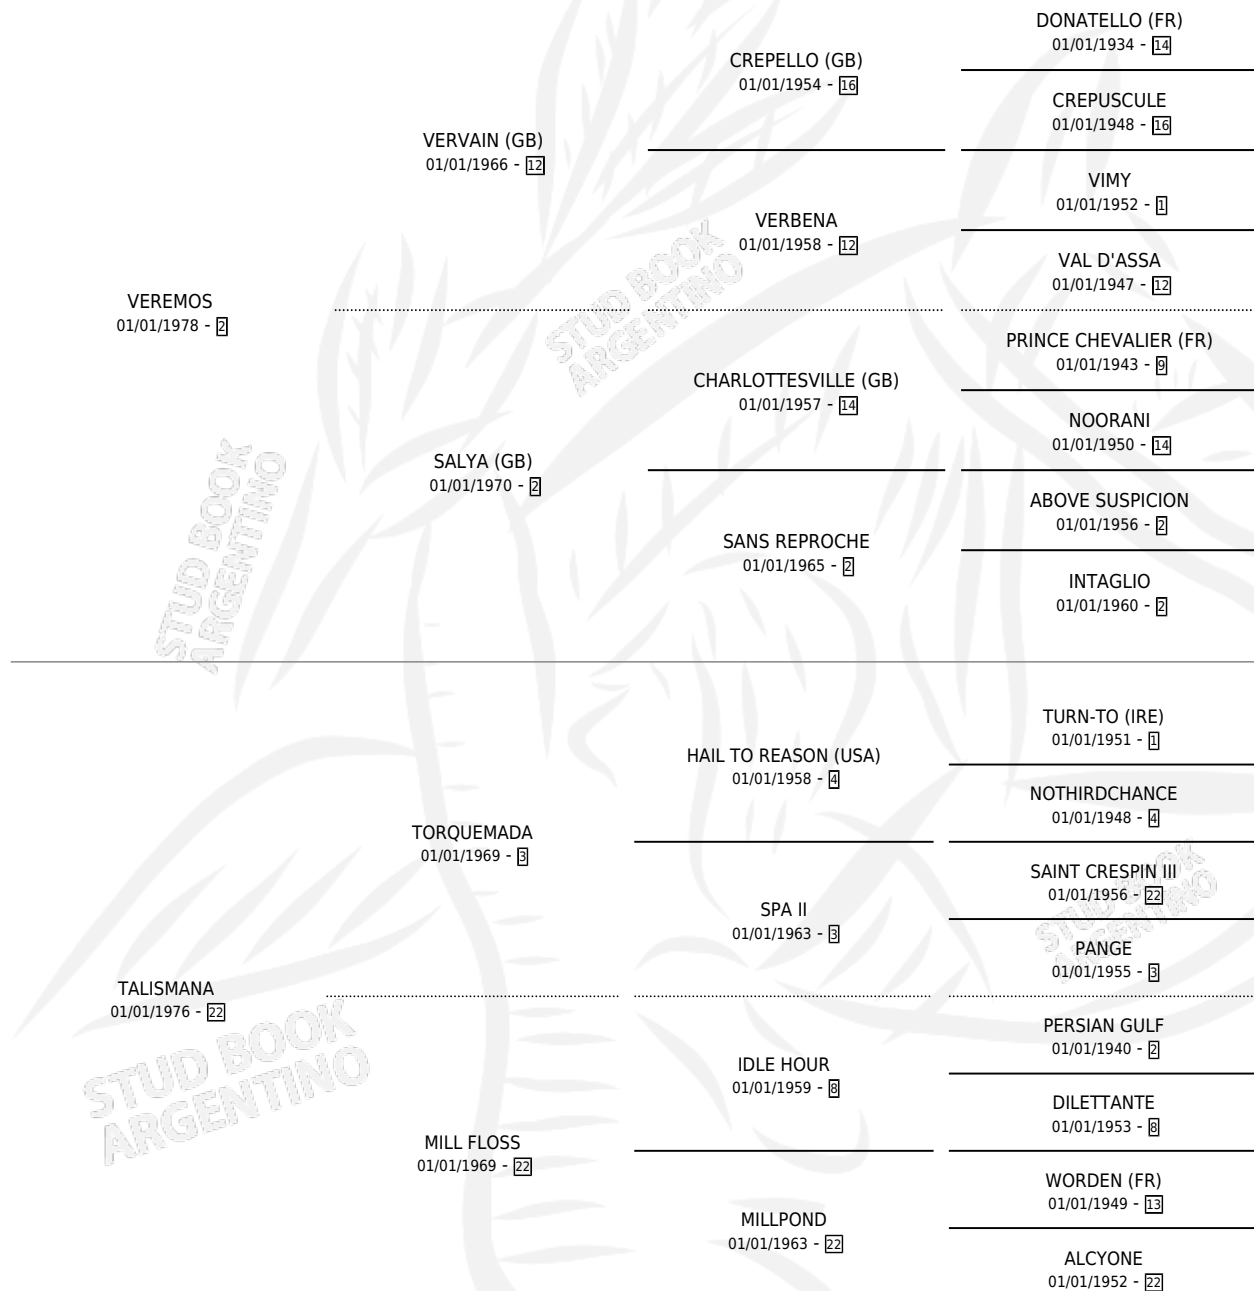 DONATELLO (FR)
01/01/1934 - 14
CREPELLO (GB)
01/01/1954 - 16
CREPUSCULE
01/01/1948 - 16
VERVAIN (GB)
01/01/1966 - 12
VIMY
01/01/1952 - 1
VERBENA
01/01/1958 - 12
VAL D'ASSA
01/01/1947 - 12
VEREMOS
01/01/1978 - 2
PRINCE CHEVALIER (FR)
01/01/1943 - 9
CHARLOTTESVILLE (GB)
01/01/1957 - 14
NOORANI
01/01/1950 - 14
SALYA (GB)
01/01/1970 - 2
ABOVE SUSPICION
01/01/1956 - 2
SANS REPROCHE
01/01/1965 - 2
INTAGLIO
01/01/1960 - 2
TURN-TO (IRE)
01/01/1951 - 1
HAIL TO REASON (USA)
01/01/1958 - 4
NOTHIRDCHANCE
01/01/1948 - 4
TORQUEMADA
01/01/1969 - 3
SAINT CRESPIN III
01/01/1956 - 22
SPA II
01/01/1963 - 3
PANGE
01/01/1955 - 3
TALISMANA
01/01/1976 - 22
PERSIAN GULF
01/01/1940 - 2
IDLE HOUR
01/01/1959 - 8
DILETTANTE
01/01/1953 - 8
MILL FLOSS
01/01/1969 - 22
WORDEN (FR)
01/01/1949 - 13
MILLPOND
01/01/1963 - 22
ALCYONE
01/01/1952 - 22
STUD BOOK
ARGENTINO
STUD BOOK
ARGENTINO
STUD BOOK
ARGENTINO
STUD BOOK
ARGENTINO